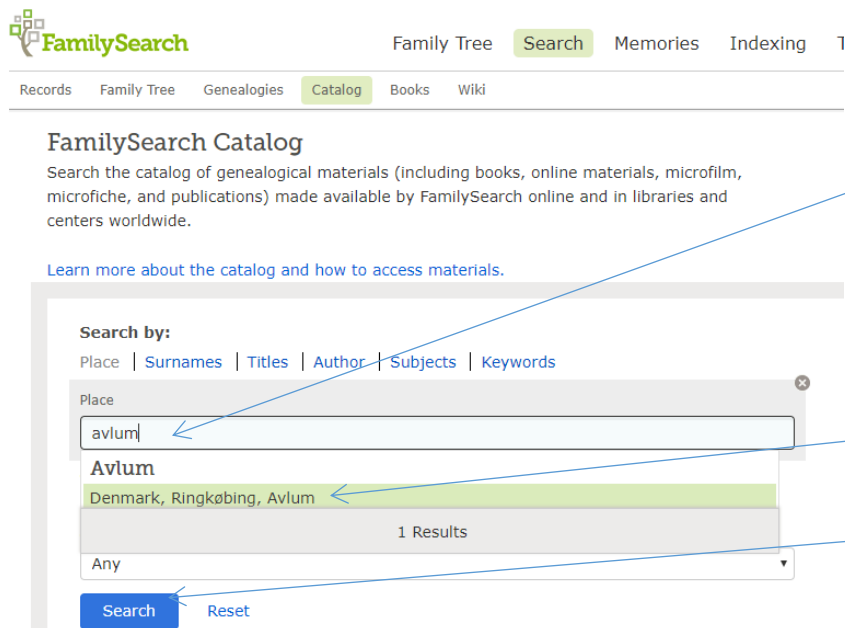 FamilySearch
Family Tree Search Memories Indexing
Records Family Tree Genealogies Catalog Books Wiki
FamilySearch Catalog
Search the catalog of genealogical materials (including books, online materials, microfilm,
microfiche, and publications) made available by FamilySearch online and in libraries and
centers worldwide.
Learn more about the catalog and how to access materials.
Search by:
Place | Surnames | Titles | Author | Subjects | Keywords
Place
avlum
Avlum
Denmark, Ringkøbing, Avlum
1 Results
Any
Search Reset